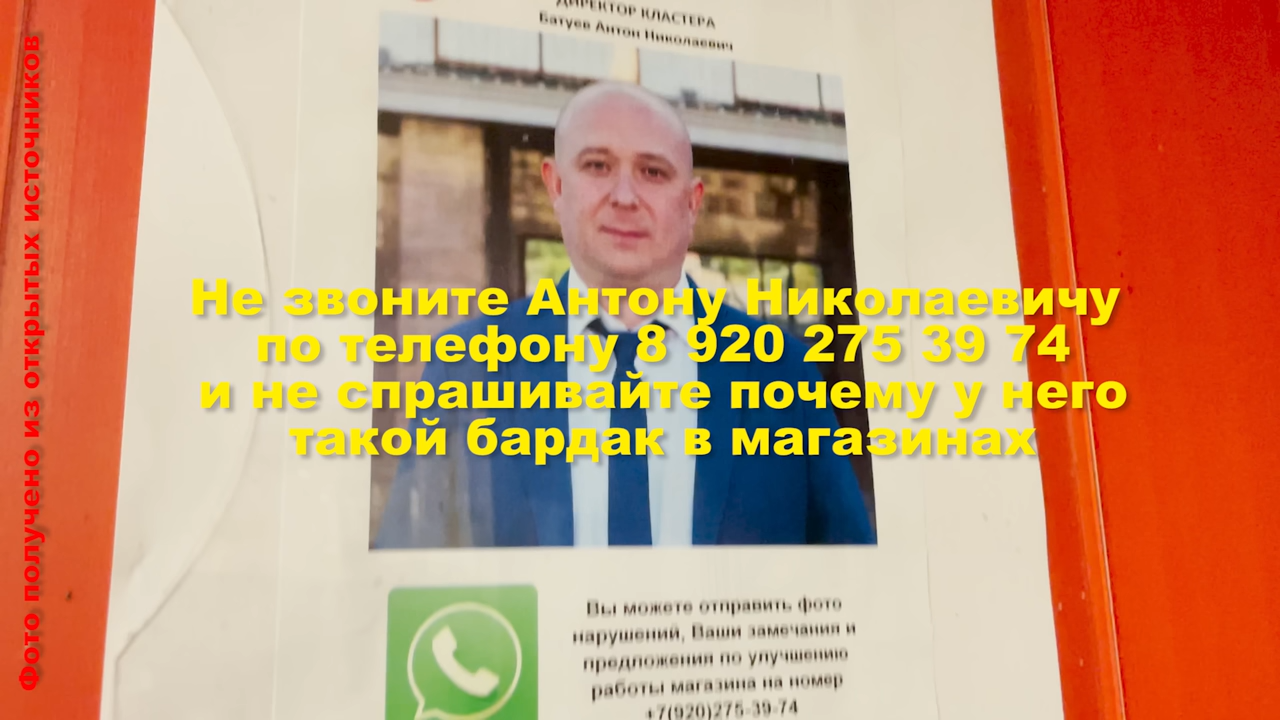 Фото получено из открытых источников
ДИРЕКТОР КЛАСТЕРА
Батуев Антон Николаевич
Не звоните Антону Николаевичу
по телефону 8 920 275 39 74
и не спрашивайте почему у него
такой бардак в магазинах
Вы можете отправить фото
нарушений, Ваши замечания и
предложения по улучшению
работы магазина на номер
+7(920)275-39-74